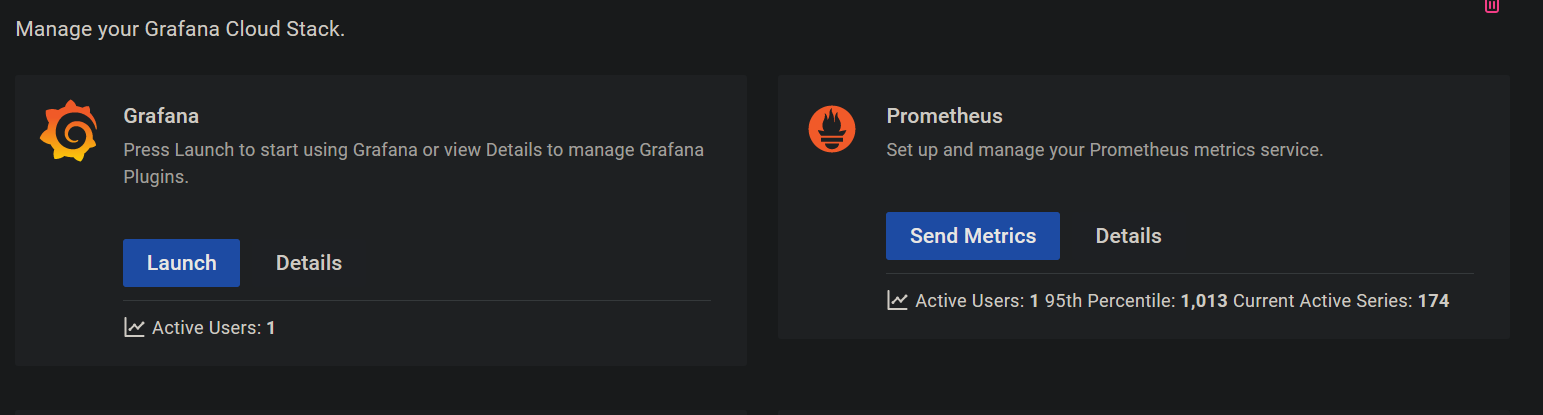 Manage your Grafana Cloud Stack.
Grafana
Press Launch to start using Grafana or view Details to manage Grafana
Plugins.
Launch Details
Active Users: 1
Prometheus
Set up and manage your Prometheus metrics service.
Send Metrics Details
Active Users: 1 95th Percentile: 1,013 Current Active Series: 174